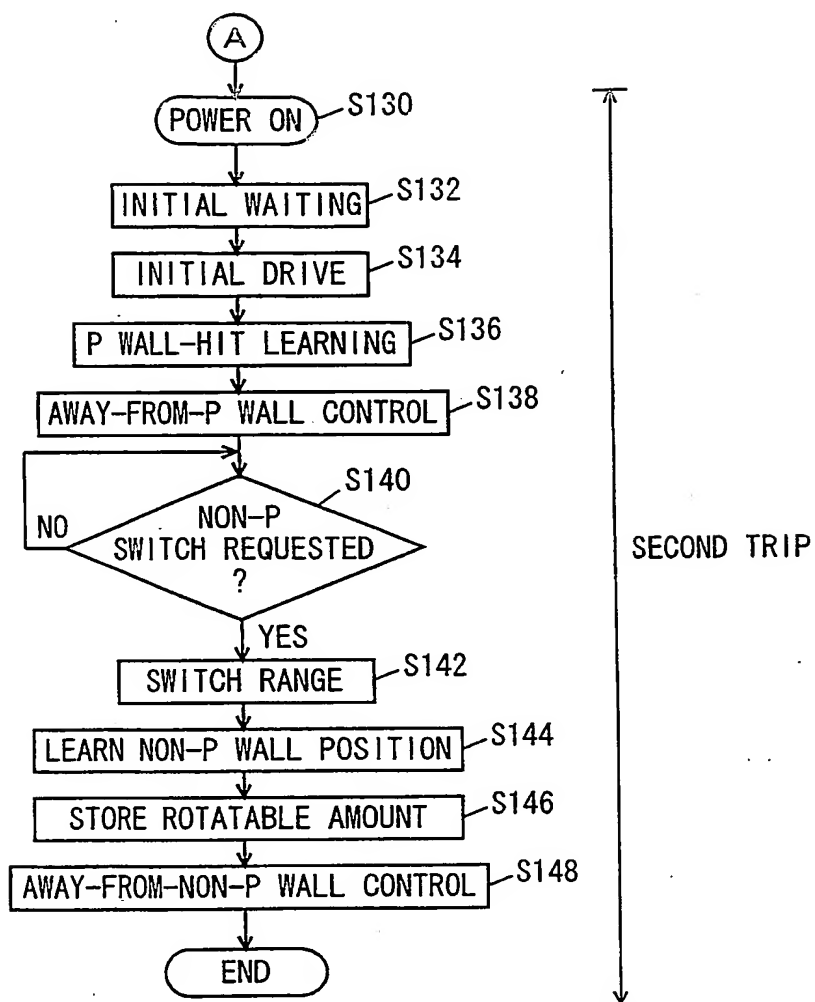 A
POWER ON
S130
INITIAL WAITING
S132
INITIAL DRIVE
S134
P WALL-HIT LEARNING
S136
AWAY-FROM-P WALL CONTROL
S138
S140
NON-P
SWITCH REQUESTED
?
NO
YES
SECOND TRIP
SWITCH RANGE
S142
LEARN NON-P WALL POSITION
S144
STORE ROTATABLE AMOUNT
S146
AWAY-FROM-NON-P WALL CONTROL
S148
END